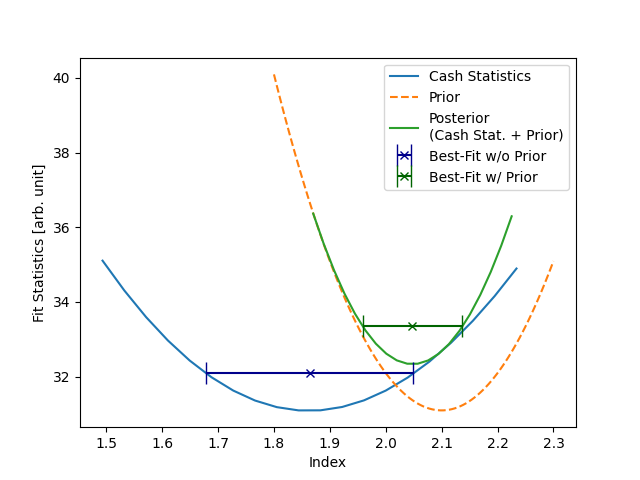 40
38
36
34
32
Fit Statistics [arb. unit]
Cash Statistics
Prior
Posterior
(Cash Stat. + Prior)
Best-Fit w/o Prior
Best-Fit w/ Prior
1.5 1.6 1.7 1.8 1.9 2.0 2.1 2.2 2.3
Index